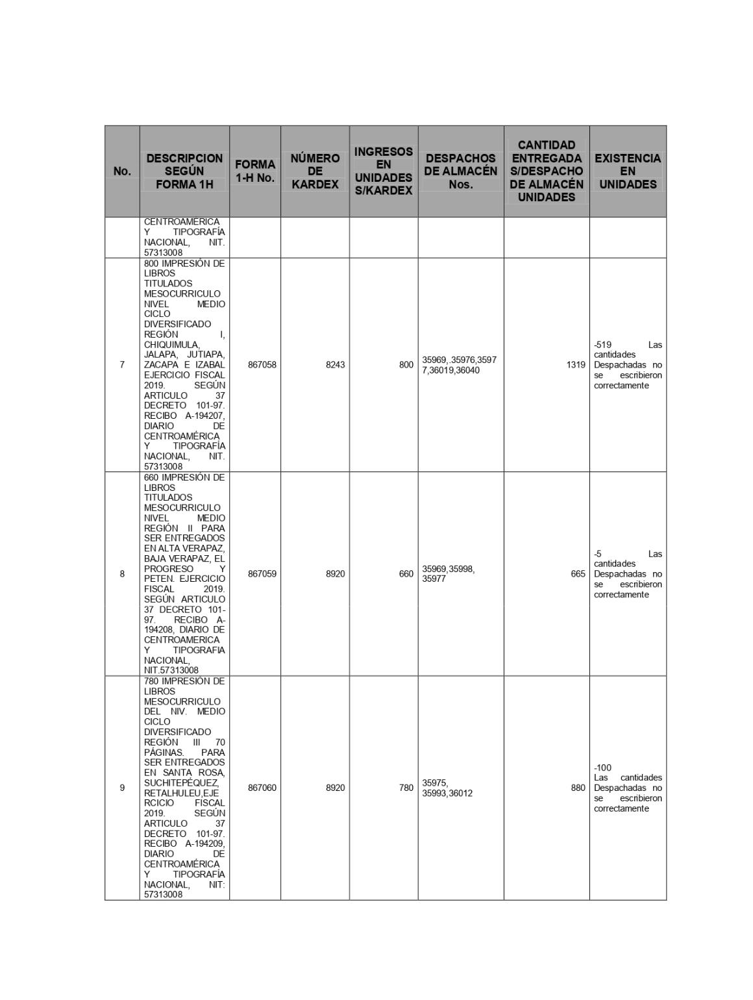 No.
DESCRIPCION
SEGÚN
FORMA 1H
FORMA
1-H No.
NÚMERO
DE
KARDEX
INGRESOS
EN
UNIDADES
S/KARDEX
DESPACHOS
DE ALMACÉN
Nos.
CANTIDAD
ENTREGADA
S/DESPACHO
DE ALMACÉN
UNIDADES
EXISTENCIA
EN
UNIDADES
CENTROAMÉRICA
Y TIPOGRAFÍA
NACIONAL, NIT.
57313008
7
800 IMPRESIÓN DE
LIBROS
TITULADOS
MESOCURRICULO
NIVEL MEDIO
CICLO
DIVERSIFICADO
REGIÓN I,
CHIQUIMULA,
JALAPA, JUTIAPA,
ZACAPA E IZABAL
EJERCICIO FISCAL
2019. SEGÚN
ARTICULO 37
DECRETO 101-97.
RECIBO A-194207,
DIARIO DE
CENTROAMÉRICA
Y TIPOGRAFÍA
NACIONAL, NIT.
57313008
867058
8243
800
35969,.35976,3597
7,36019,36040
1319
-519 Las
cantidades
Despachadas no
se escribieron
correctamente
8
660 IMPRESIÓN DE
LIBROS
TITULADOS
MESOCURRICULO
NIVEL MEDIO
REGIÓN II PARA
SER ENTREGADOS
EN ALTA VERAPAZ,
BAJA VERAPAZ, EL
PROGRESO Y
PETEN. EJERCICIO
FISCAL 2019.
SEGÚN ARTICULO
37 DECRETO 101-
97. RECIBO A-
194208, DIARIO DE
CENTROAMERICA
Y TIPOGRAFIA
NACIONAL,
NIT.57313008
867059
8920
660
35969,35998,
35977
665
-5 Las
cantidades
Despachadas no
se escribieron
correctamente
9
780 IMPRESIÓN DE
LIBROS
MESOCURRICULO
DEL NIV. MEDIO
CICLO
DIVERSIFICADO
REGIÓN III 70
PÁGINAS. PARA
SER ENTREGADOS
EN SANTA ROSA,
SUCHITEPÉQUEZ,
RETALHULEU,EJE
RCICIO FISCAL
2019. SEGÚN
ARTICULO 37
DECRETO 101-97.
RECIBO A-194209,
DIARIO DE
CENTROAMÉRICA
Y TIPOGRAFÍA
NACIONAL, NIT:
57313008
867060
8920
780
35975,
35993,36012
880
-100
Las cantidades
Despachadas no
se escribieron
correctamente